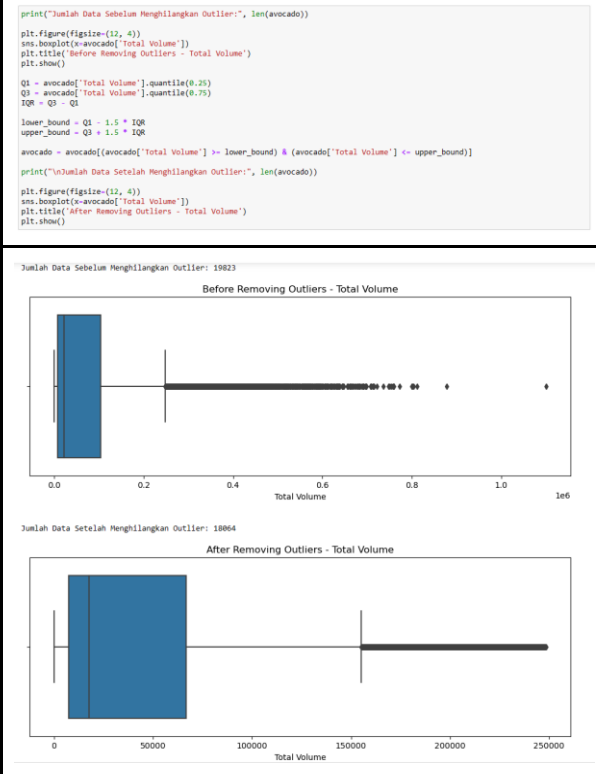 print("Jumlah Data Sebelum Menghilangkan Outlier:", len(avocado))
plt.figure(figsize=(12, 4))
sns.boxplot(x=avocado['Total Volume'])
plt.title('Before Removing Outliers - Total Volume')
plt.show()
Q1 = avocado['Total Volume'].quantile(0.25)
Q3 = avocado['Total Volume'].quantile(0.75)
IQR = Q3 - Q1
lower_bound = Q1 - 1.5 * IQR
upper_bound = Q3 + 1.5 * IQR
avocado = avocado[(avocado['Total Volume'] >= lower_bound) & (avocado['Total Volume'] <= upper_bound)]
print("\nJumlah Data Setelah Menghilangkan Outlier:", len(avocado))
plt.figure(figsize=(12, 4))
sns.boxplot(x=avocado['Total Volume'])
plt.title('After Removing Outliers - Total Volume')
plt.show()
Jumlah Data Sebelum Menghilangkan Outlier: 19823
Before Removing Outliers - Total Volume
0.0 0.2 0.4 0.6 0.8 1.0
Total Volume 1e6
Jumlah Data Setelah Menghilangkan Outlier: 18064
After Removing Outliers - Total Volume
0 50000 100000 150000 200000 250000
Total Volume